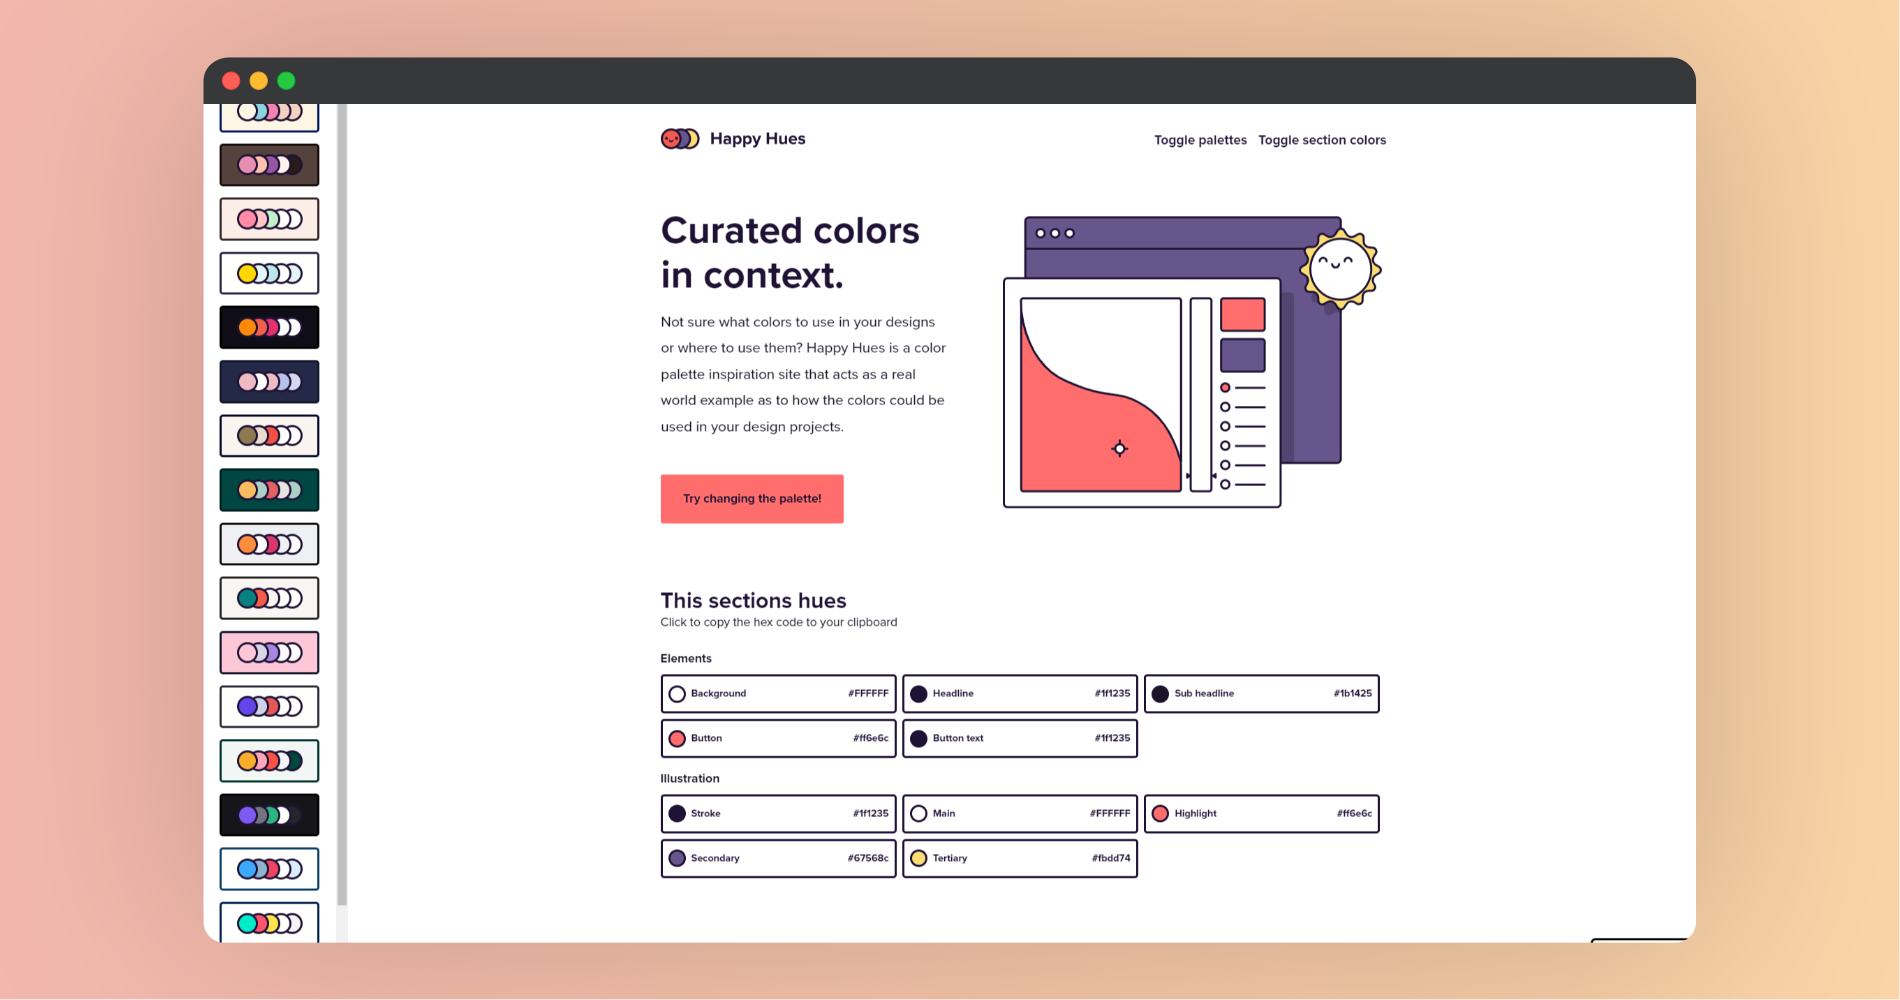 Happy Hues
Toggle palettes
Toggle section colors
Curated colors
in context.
Not sure what colors to use in your designs
or where to use them? Happy Hues is a color
palette inspiration site that acts as a real
world example as to how the colors could be
used in your design projects.
Try changing the palette!
This sections hues
Click to copy the hex code to your clipboard
Elements
Background #FFFFFF
Headline #1f1235
Sub headline #1b1425
Button #ff6e6c
Button text #1f1235
Illustration
Stroke #1f1235
Main #FFFFFF
Highlight #ff6e6c
Secondary #67568c
Tertiary #fbdd74